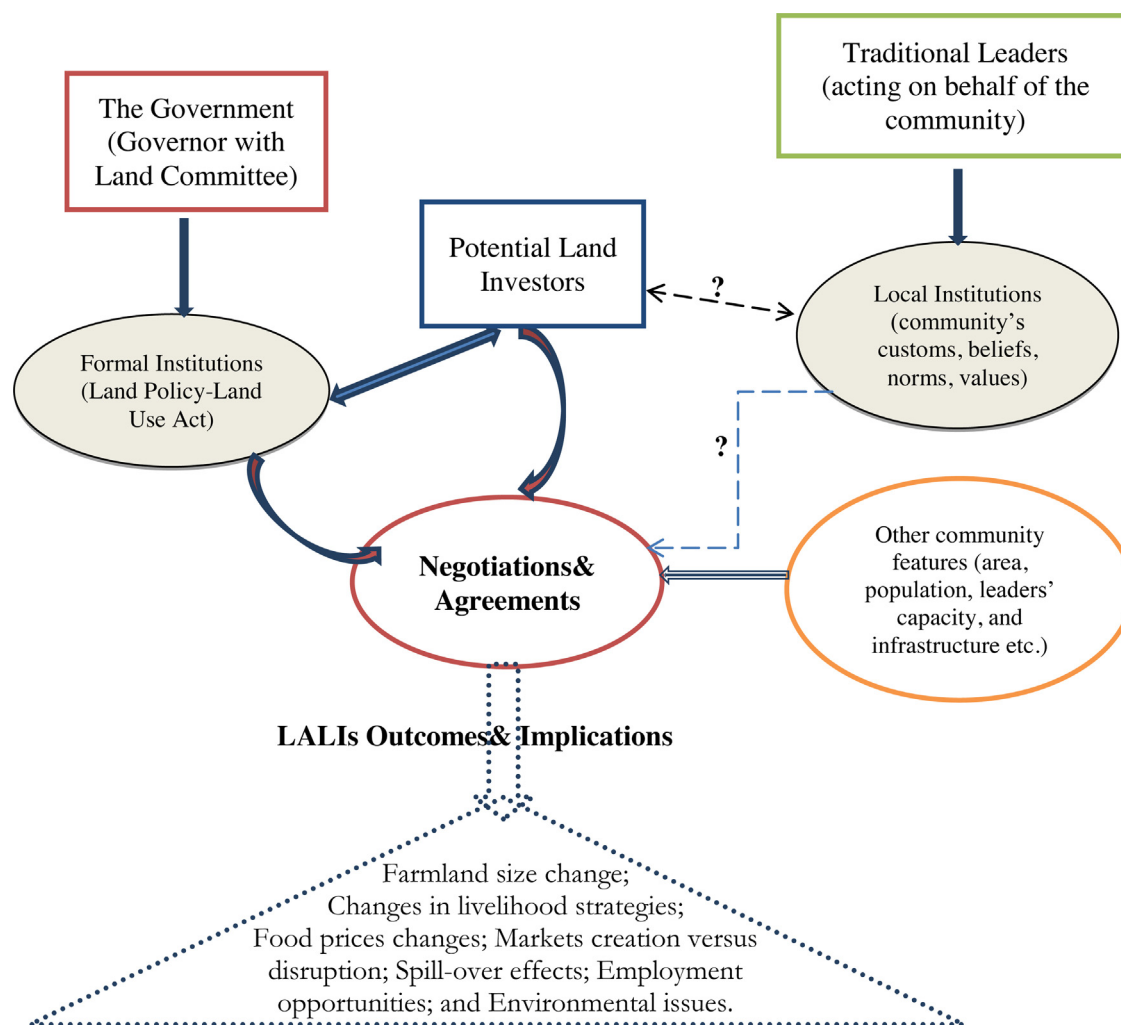 Traditional Leaders
(acting on behalf of the
community)
The Government
(Governor with
Land Committee)
Potential Land
Investors
?
Local Institutions
(community's
customs, beliefs,
norms, values)
Formal Institutions
(Land Policy-Land
Use Act)
?
Negotiations&
Agreements
Other community
features (area,
population, leaders'
capacity, and
infrastructure etc.)
LALIs Outcomes& Implications
Farmland size change;
Changes in livelihood strategies;
Food prices changes; Markets creation versus
disruption; Spill-over effects; Employment
opportunities; and Environmental issues.